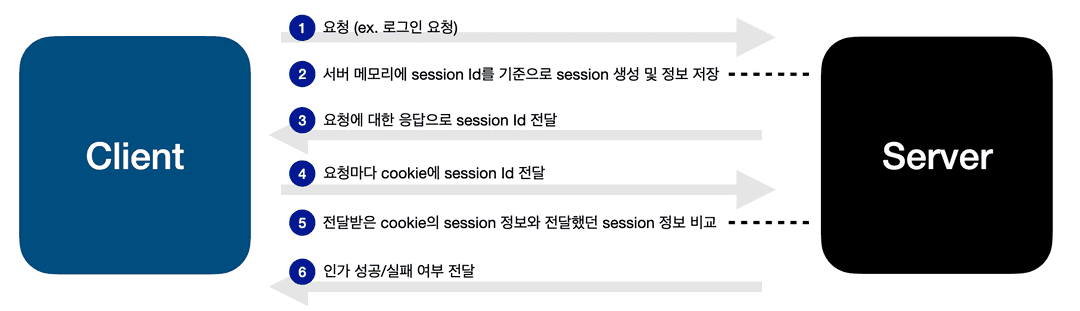 1 요청 (ex. 로그인 요청)
2 서버 메모리에 session Id를 기준으로 session 생성 및 정보 저장
3 요청에 대한 응답으로 session Id 전달
Client
Server
4 요청마다 cookie에 session Id 전달
5 전달받은 cookie의 session 정보와 전달했던 session 정보 비교
6 인가 성공/실패 여부 전달